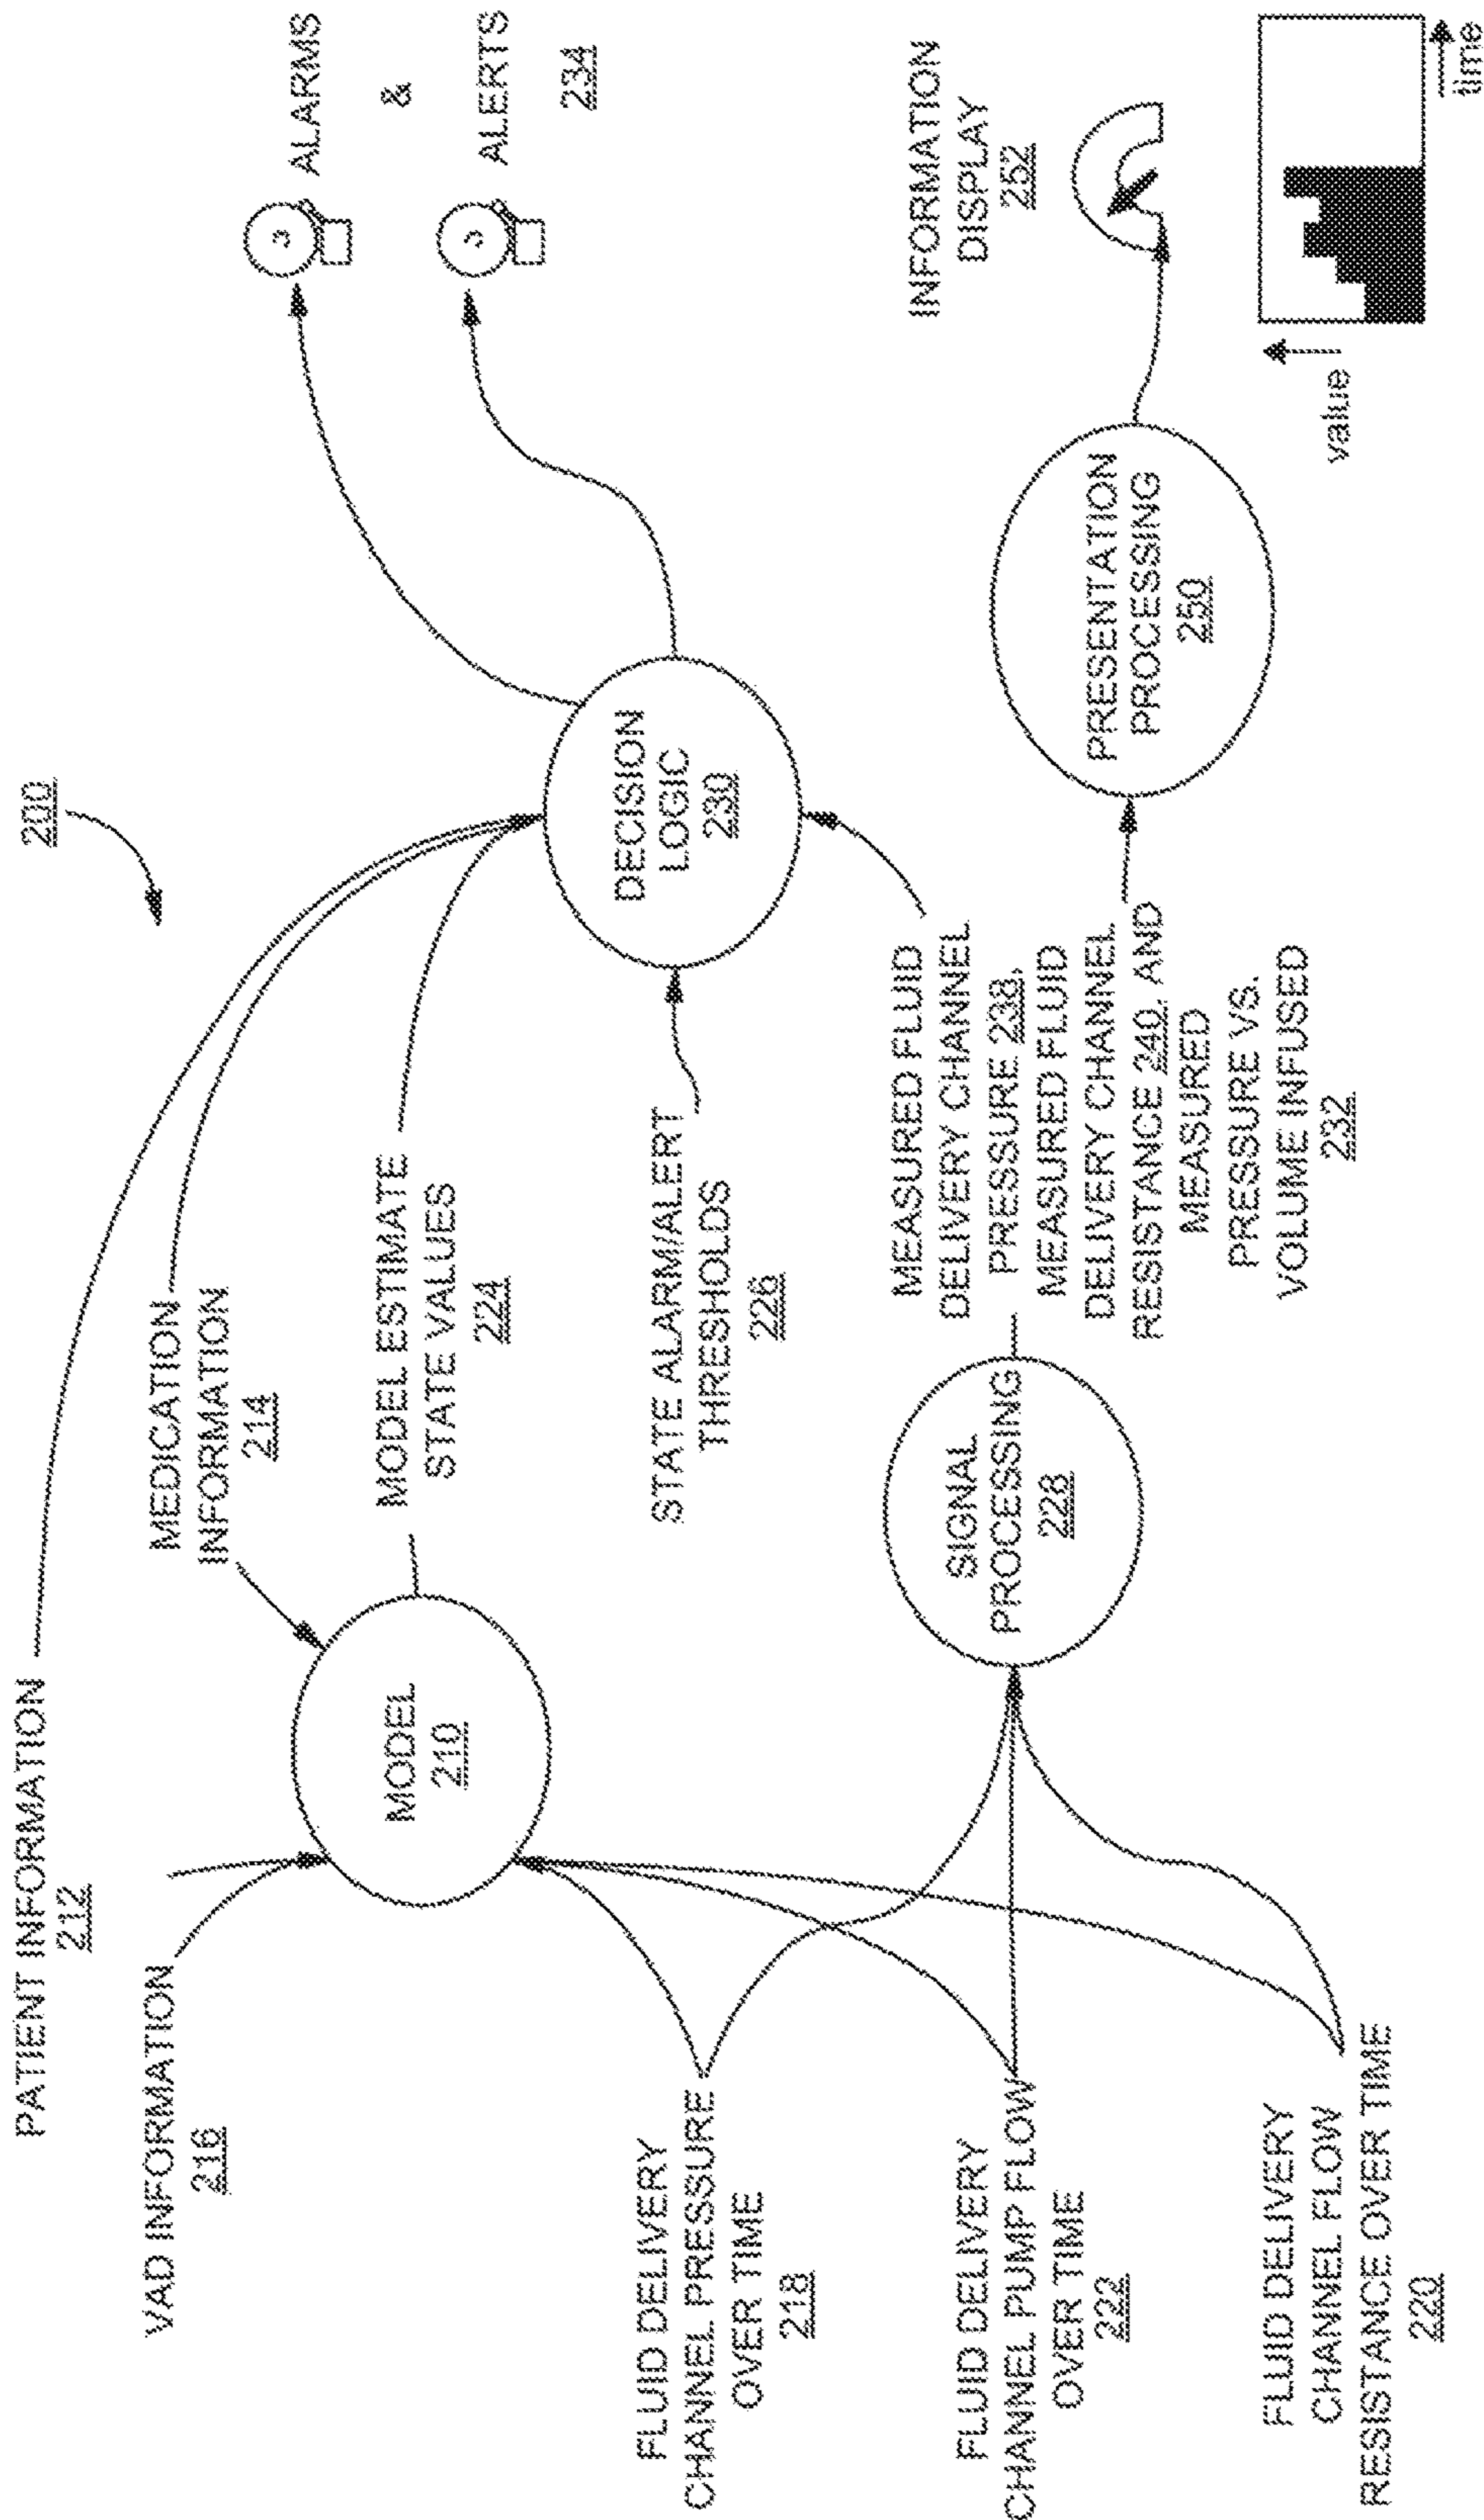 200
PATIENT INFORMATION
212
VAD INFORMATION
216
MEDICATION
INFORMATION
214
MODEL
210
MODEL ESTIMATE
STATE VALUES
224
STATE ALARM/ALERT
THRESHOLDS
226
DECISION
LOGIC
230
ALARMS
&
ALERTS
234
FLUID DELIVERY
CHANNEL PRESSURE
OVER TIME
218
FLUID DELIVERY
CHANNEL PUMP FLOW
OVER TIME
222
FLUID DELIVERY
CHANNEL FLOW
RESISTANCE OVER TIME
220
SIGNAL
PROCESSING
228
MEASURED FLUID
DELIVERY CHANNEL
PRESSURE 238,
MEASURED FLUID
DELIVERY CHANNEL
RESISTANCE 240, AND
MEASURED
PRESSURE VS.
VOLUME INFUSED
232
PRESENTATION
PROCESSING
250
INFORMATION
DISPLAY
252
value
time